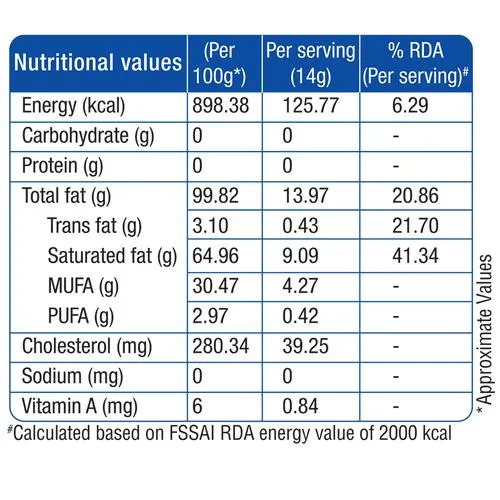 Nutritional values (Per 100g*) Per serving (14g) % RDA (Per serving)#
Energy (kcal) 898.38 125.77 6.29
Carbohydrate (g) 0 0 -
Protein (g) 0 0 -
Total fat (g) 99.82 13.97 20.86
Trans fat (g) 3.10 0.43 21.70
Saturated fat (g) 64.96 9.09 41.34
MUFA (g) 30.47 4.27 -
PUFA (g) 2.97 0.42 -
Cholesterol (mg) 280.34 39.25 -
Sodium (mg) 0 0 -
Vitamin A (mg) 6 0.84 -
#Calculated based on FSSAI RDA energy value of 2000 kcal
*Approximate Values